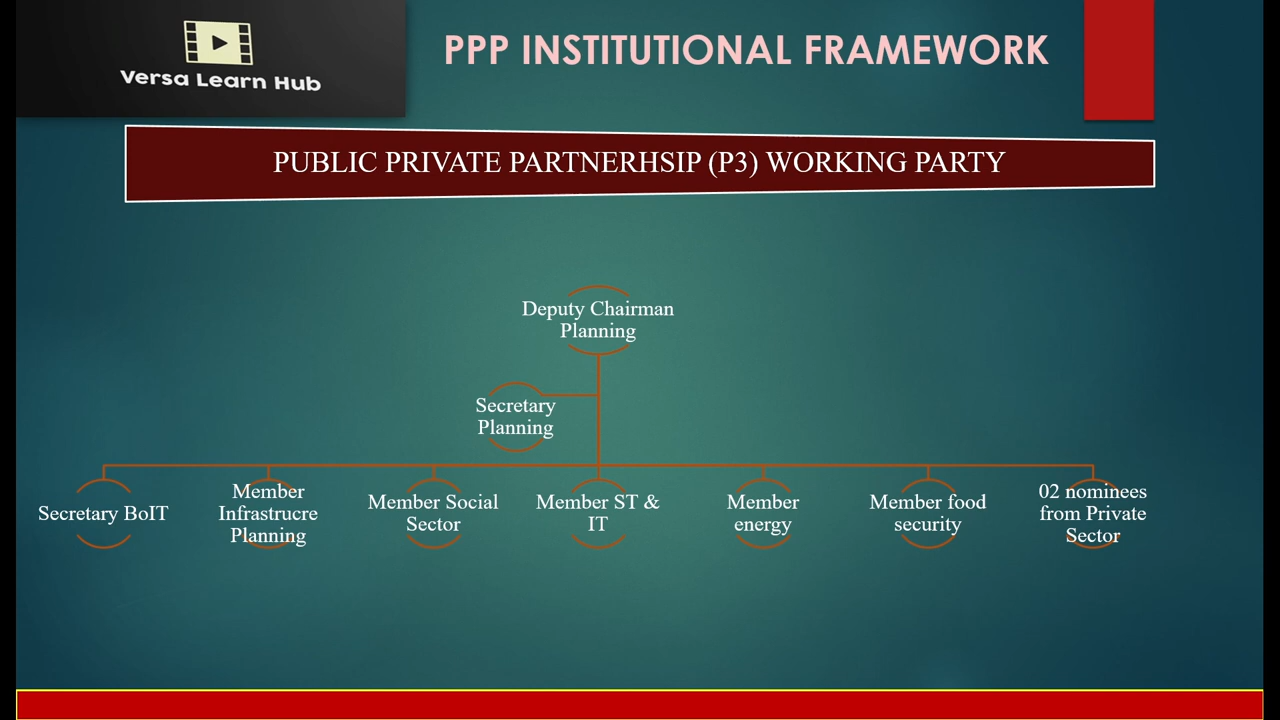 Versa Learn Hub
PPP INSTITUTIONAL FRAMEWORK
PUBLIC PRIVATE PARTNERHSIP (P3) WORKING PARTY
Deputy Chairman
Planning
Secretary
Planning
Secretary BoIT
Member
Infrastrucre
Planning
Member Social
Sector
Member ST &
IT
Member
energy
Member food
security
02 nominees
from Private
Sector